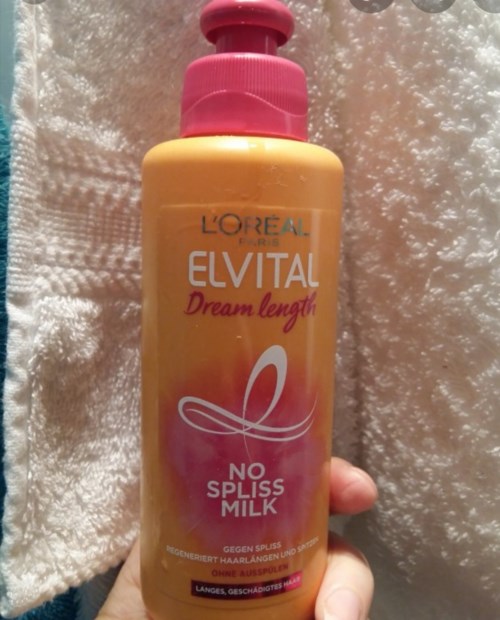 L'ORÉAL
PARIS
ELVITAL
Dream length
NO
SPLISS
MILK
GEGEN SPLISS
REGENERIERT HAARLÄNGEN UND SPITZEN
OHNE AUSSPÜLEN
LANGES, GESCHÄDIGTES HAAR